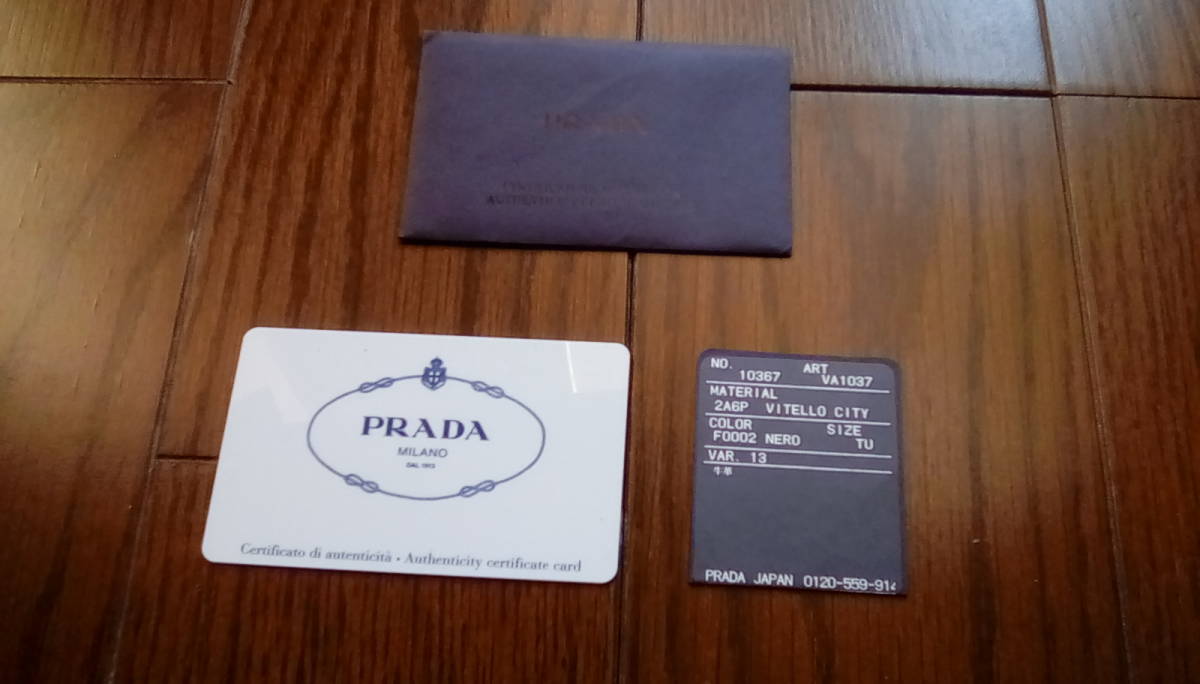 PRADA
PRADA
MILANO
DAL 1913
Certificato di autenticità • Authenticity certificate card
NO. ART
10367 VA1037
MATERIAL
2A6P VITELLO CITY
COLOR SIZE
F0002 NERO TU
VAR. 13
牛革
PRADA JAPAN 0120-559-914